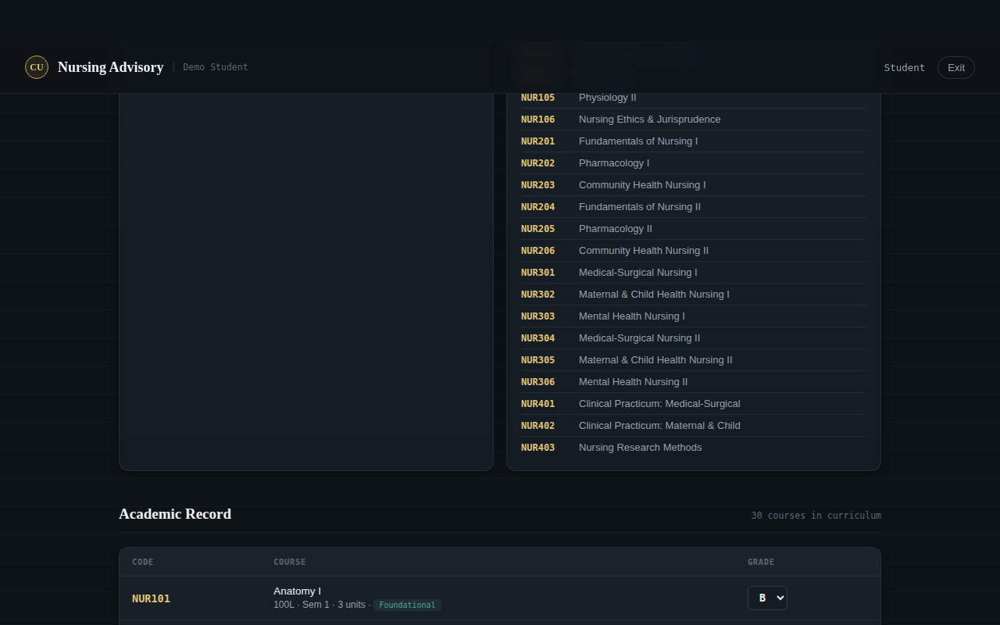 CU Nursing Advisory Demo Student Student Exit
NUR105 Physiology II
NUR106 Nursing Ethics & Jurisprudence
NUR201 Fundamentals of Nursing I
NUR202 Pharmacology I
NUR203 Community Health Nursing I
NUR204 Fundamentals of Nursing II
NUR205 Pharmacology II
NUR206 Community Health Nursing II
NUR301 Medical-Surgical Nursing I
NUR302 Maternal & Child Health Nursing I
NUR303 Mental Health Nursing I
NUR304 Medical-Surgical Nursing II
NUR305 Maternal & Child Health Nursing II
NUR306 Mental Health Nursing II
NUR401 Clinical Practicum: Medical-Surgical
NUR402 Clinical Practicum: Maternal & Child
NUR403 Nursing Research Methods
Academic Record 30 courses in curriculum
CODE COURSE GRADE
NUR101 Anatomy I B
100L · Sem 1 · 3 units · Foundational